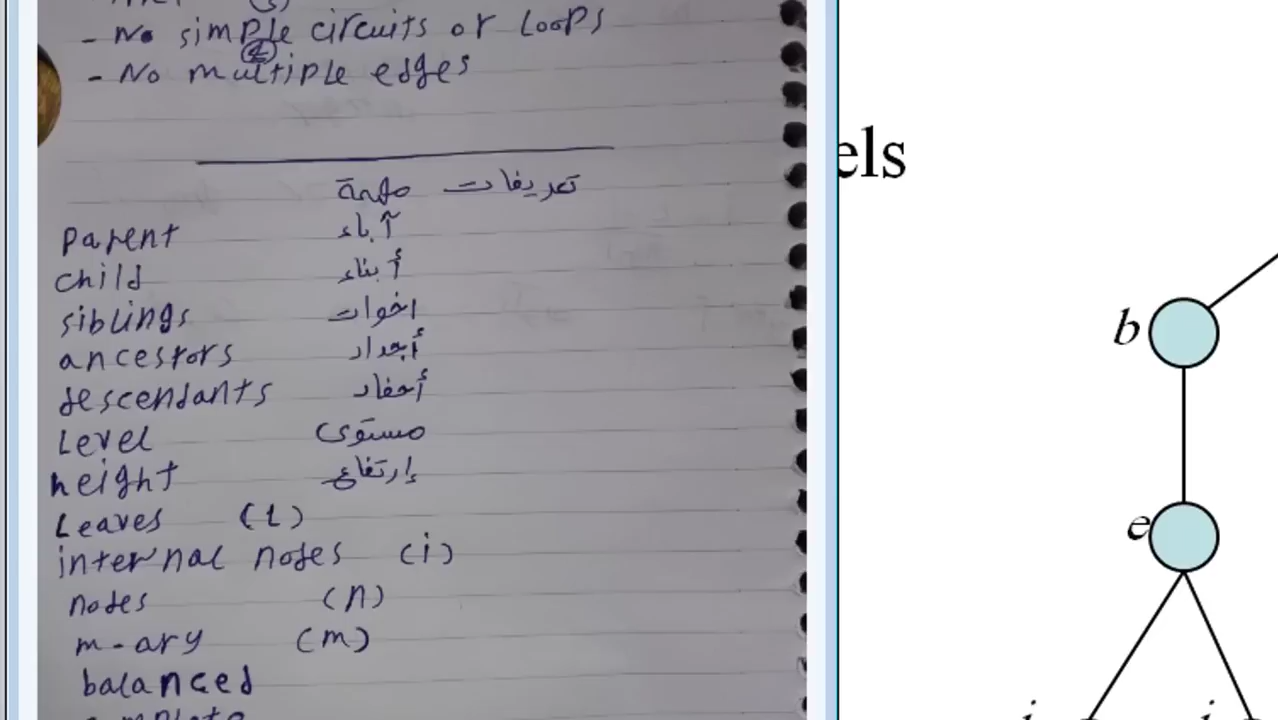 - No simple circuits or Loops
- No multiple edges
تعريفات مهمة
Parent آباء
child أبناء
siblings اخوات
ancestors أجداد
descendants أحفاد
Level مستوى
height إرتفاع
Leaves (L)
internal nodes (i)
nodes (n)
m-ary (m)
balanced
els
b
e
i
j